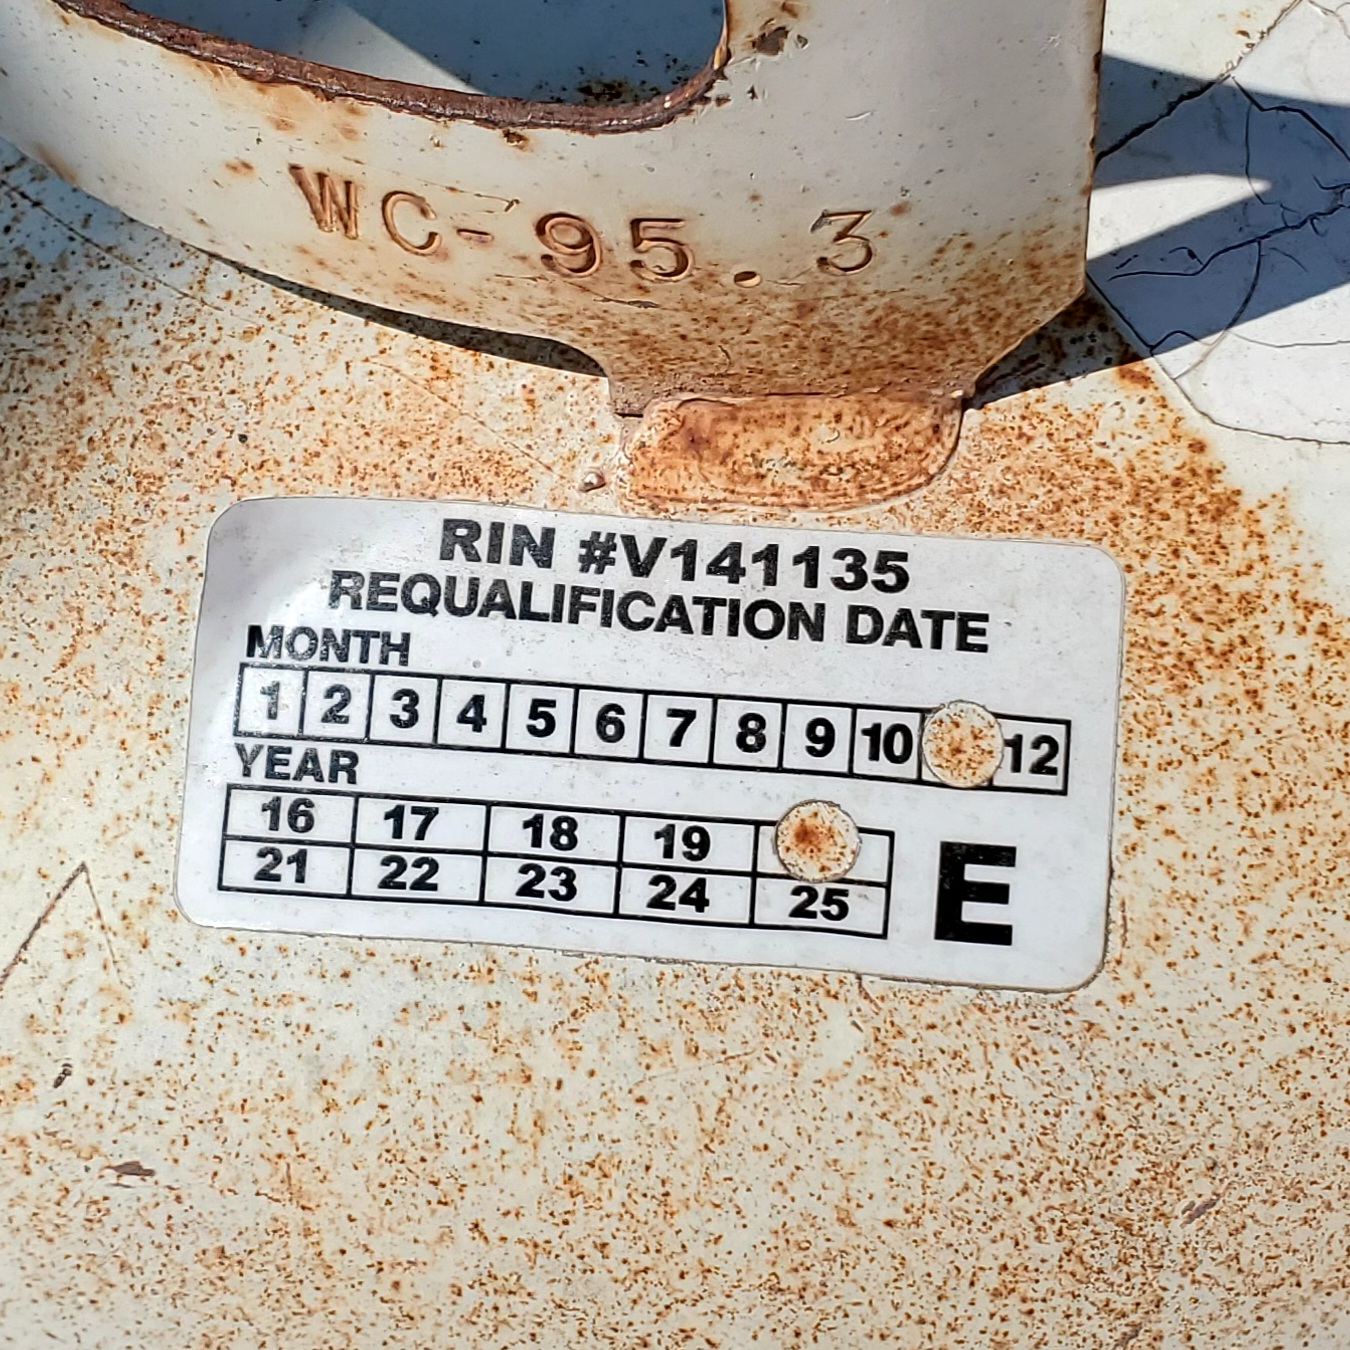 WC-95.3
RIN #V141135
REQUALIFICATION DATE
MONTH
1 2 3 4 5 6 7 8 9 10 12
YEAR
16 17 18 19
21 22 23 24 25
E